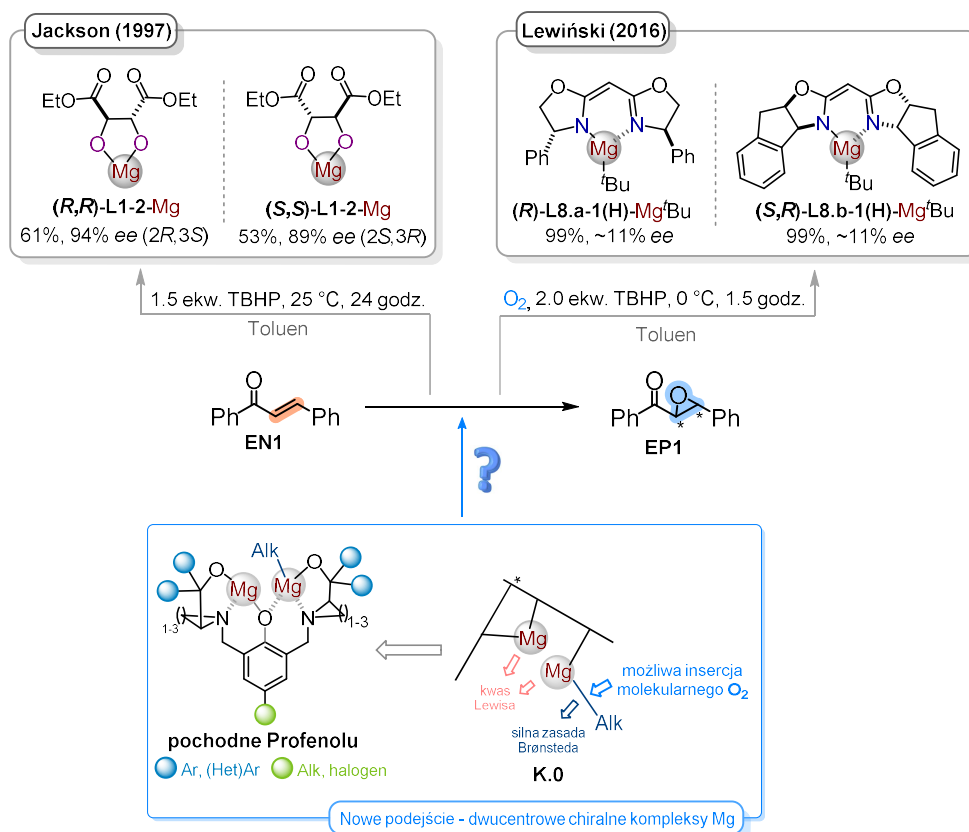 Jackson (1997)
O
O
EtO
OEt
O
O
Mg
(R,R)-L1-2-Mg
61%, 94% ee (2R,3S)
O
O
EtO
OEt
O
O
Mg
(S,S)-L1-2-Mg
53%, 89% ee (2S,3R)
Lewiński (2016)
O
O
N
N
Mg
Ph
Ph
tBu
(R)-L8.a-1(H)-MgtBu
99%, ~11% ee
O
O
N
N
Mg
tBu
(S,R)-L8.b-1(H)-MgtBu
99%, ~11% ee
1.5 ekw. TBHP, 25 °C, 24 godz.
Toluen
O2, 2.0 ekw. TBHP, 0 °C, 1.5 godz.
Toluen
O
Ph
Ph
EN1
O
O
Ph
Ph
*
*
EP1
?
Alk
O
O
Mg
Mg
N
O
N
( )1-3
( )1-3
pochodne Profenolu
Ar, (Het)Ar
Alk, halogen
*
Mg
Mg
kwas
Lewisa
możliwa insercja
molekularnego O2
Alk
silna zasada
Brønsteda
K.0
Nowe podejście - dwucentrowe chiralne kompleksy Mg